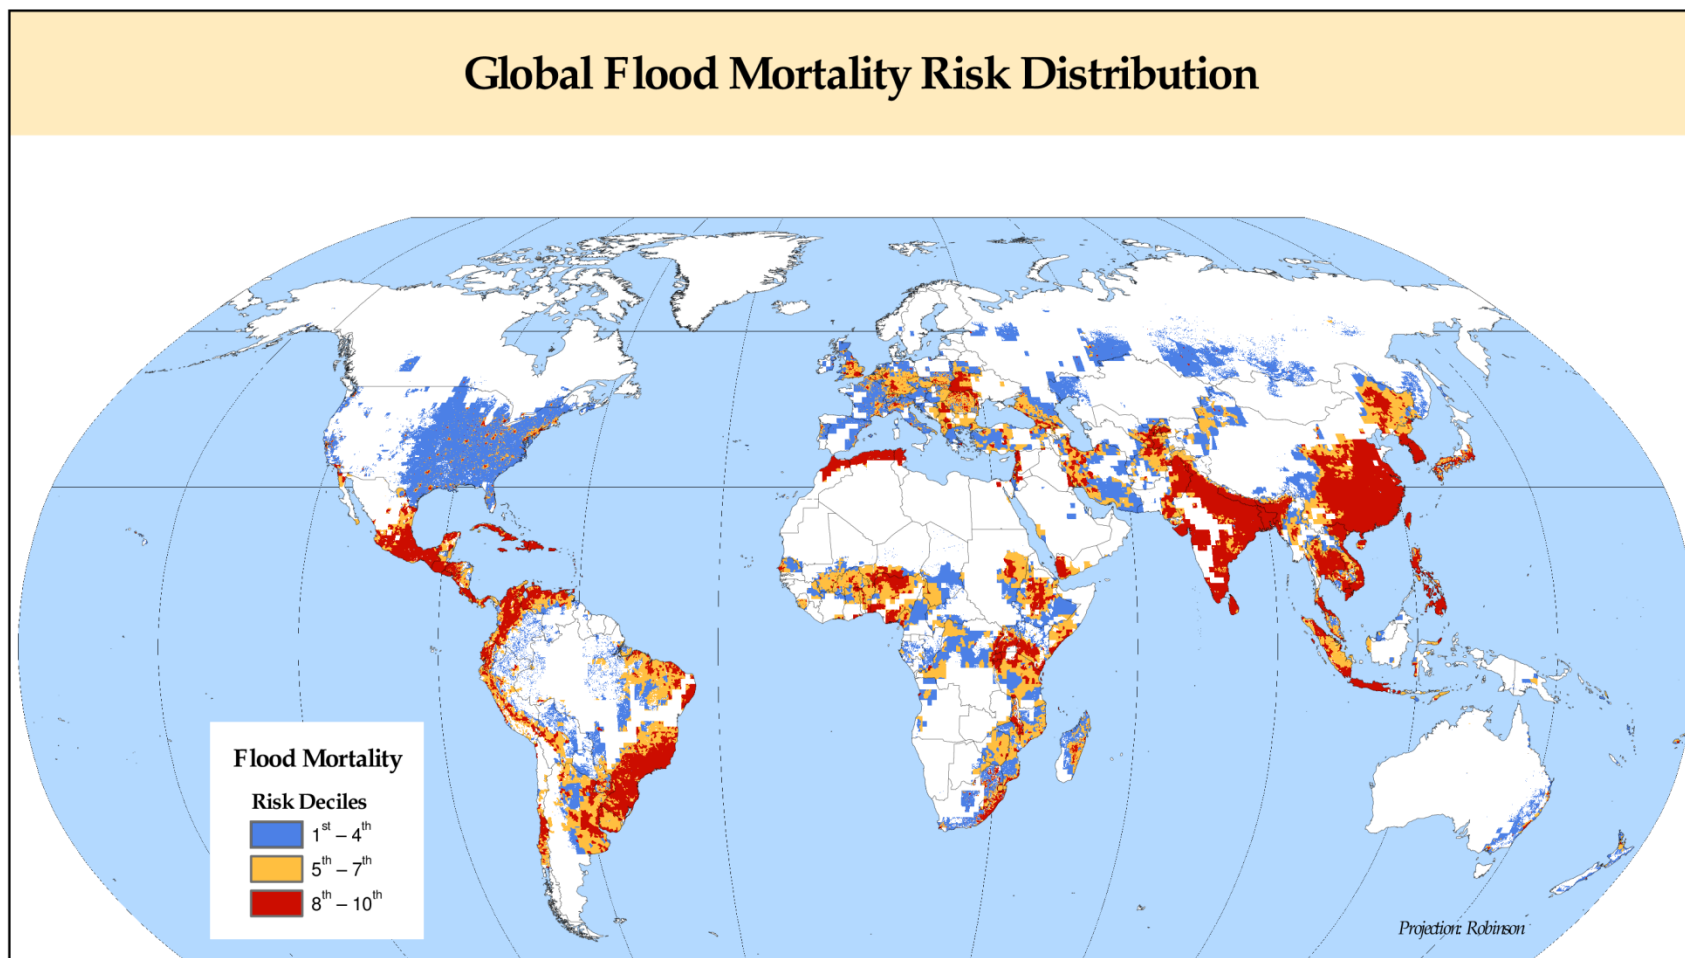 Global Flood Mortality Risk Distribution
Flood Mortality
Risk Deciles
1st – 4th
5th – 7th
8th – 10th
Projection: Robinson